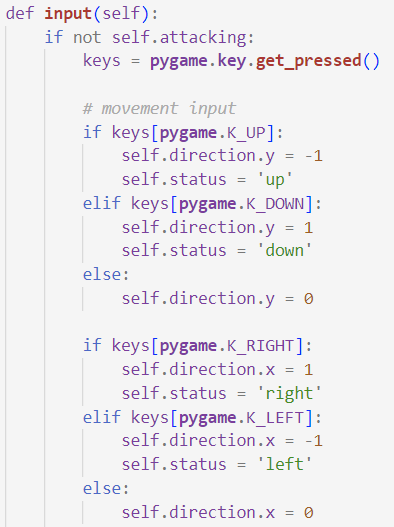 def input(self):
    if not self.attacking:
        keys = pygame.key.get_pressed()

        # movement input
        if keys[pygame.K_UP]:
            self.direction.y = -1
            self.status = 'up'
        elif keys[pygame.K_DOWN]:
            self.direction.y = 1
            self.status = 'down'
        else:
            self.direction.y = 0

        if keys[pygame.K_RIGHT]:
            self.direction.x = 1
            self.status = 'right'
        elif keys[pygame.K_LEFT]:
            self.direction.x = -1
            self.status = 'left'
        else:
            self.direction.x = 0